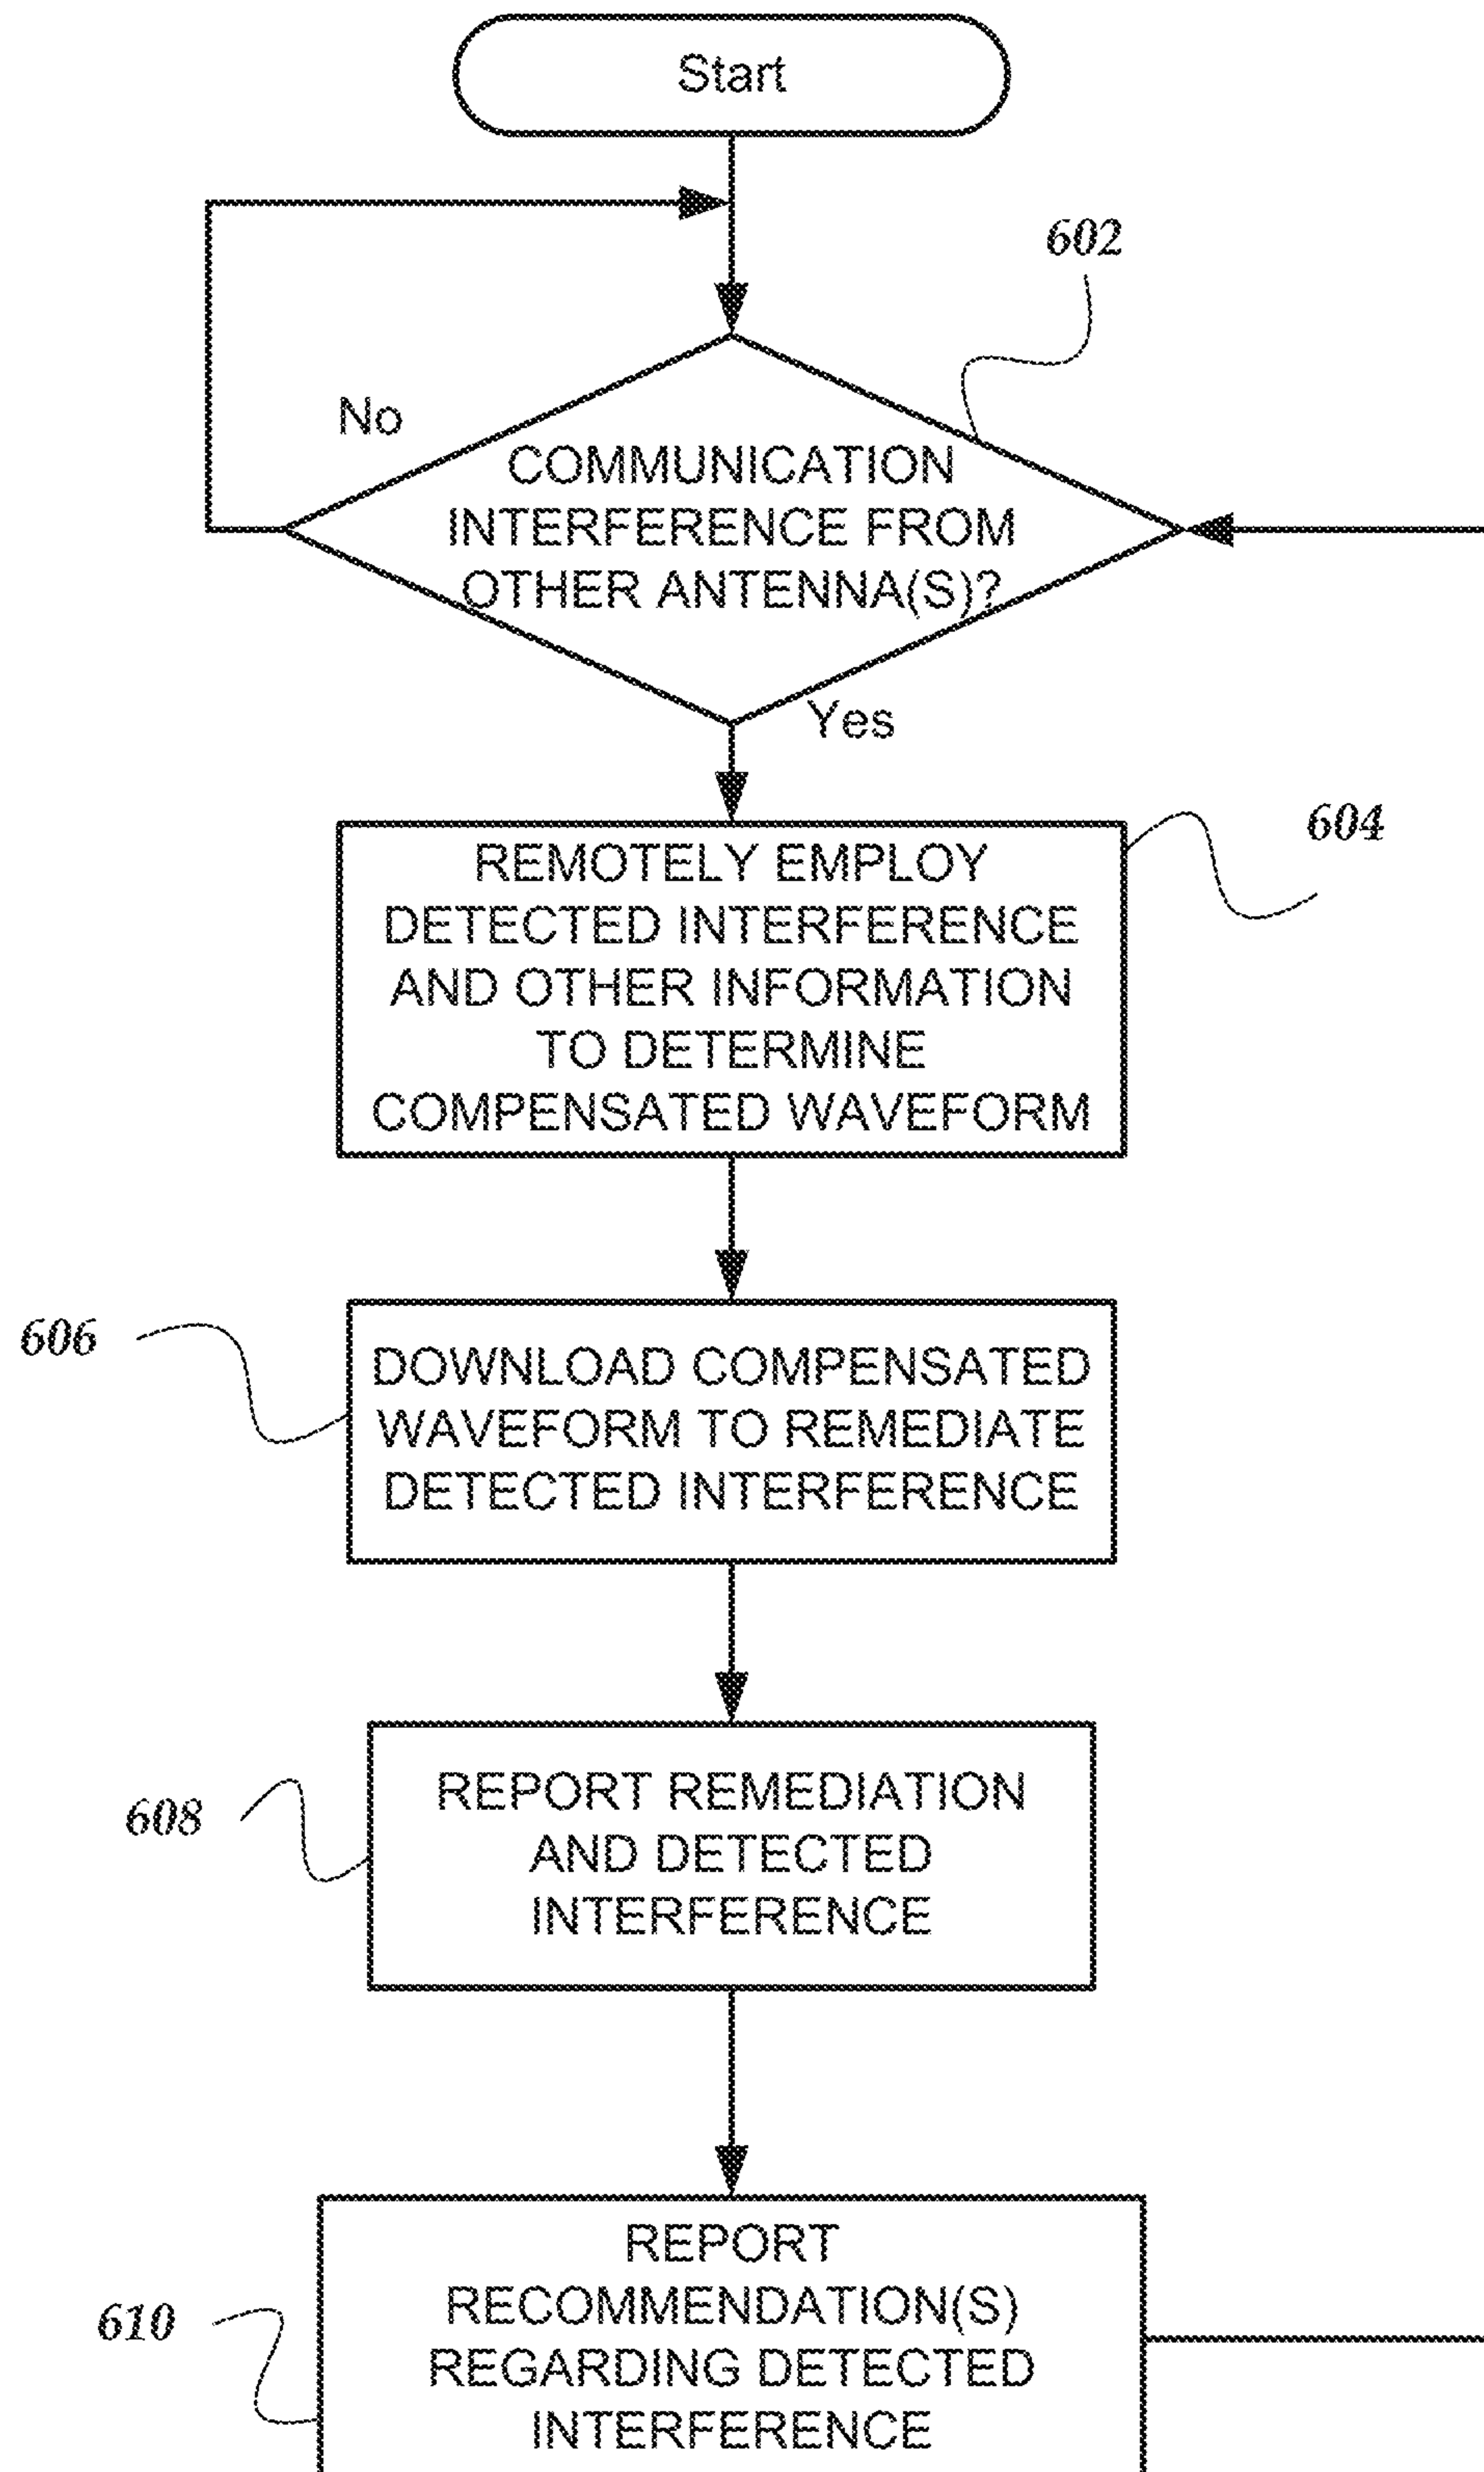 Start
602
No
COMMUNICATION
INTERFERENCE FROM
OTHER ANTENNA(S)?
Yes
604
REMOTELY EMPLOY
DETECTED INTERFERENCE
AND OTHER INFORMATION
TO DETERMINE
COMPENSATED WAVEFORM
606
DOWNLOAD COMPENSATED
WAVEFORM TO REMEDIATE
DETECTED INTERFERENCE
608
REPORT REMEDIATION
AND DETECTED
INTERFERENCE
610
REPORT
RECOMMENDATION(S)
REGARDING DETECTED
INTERFERENCE